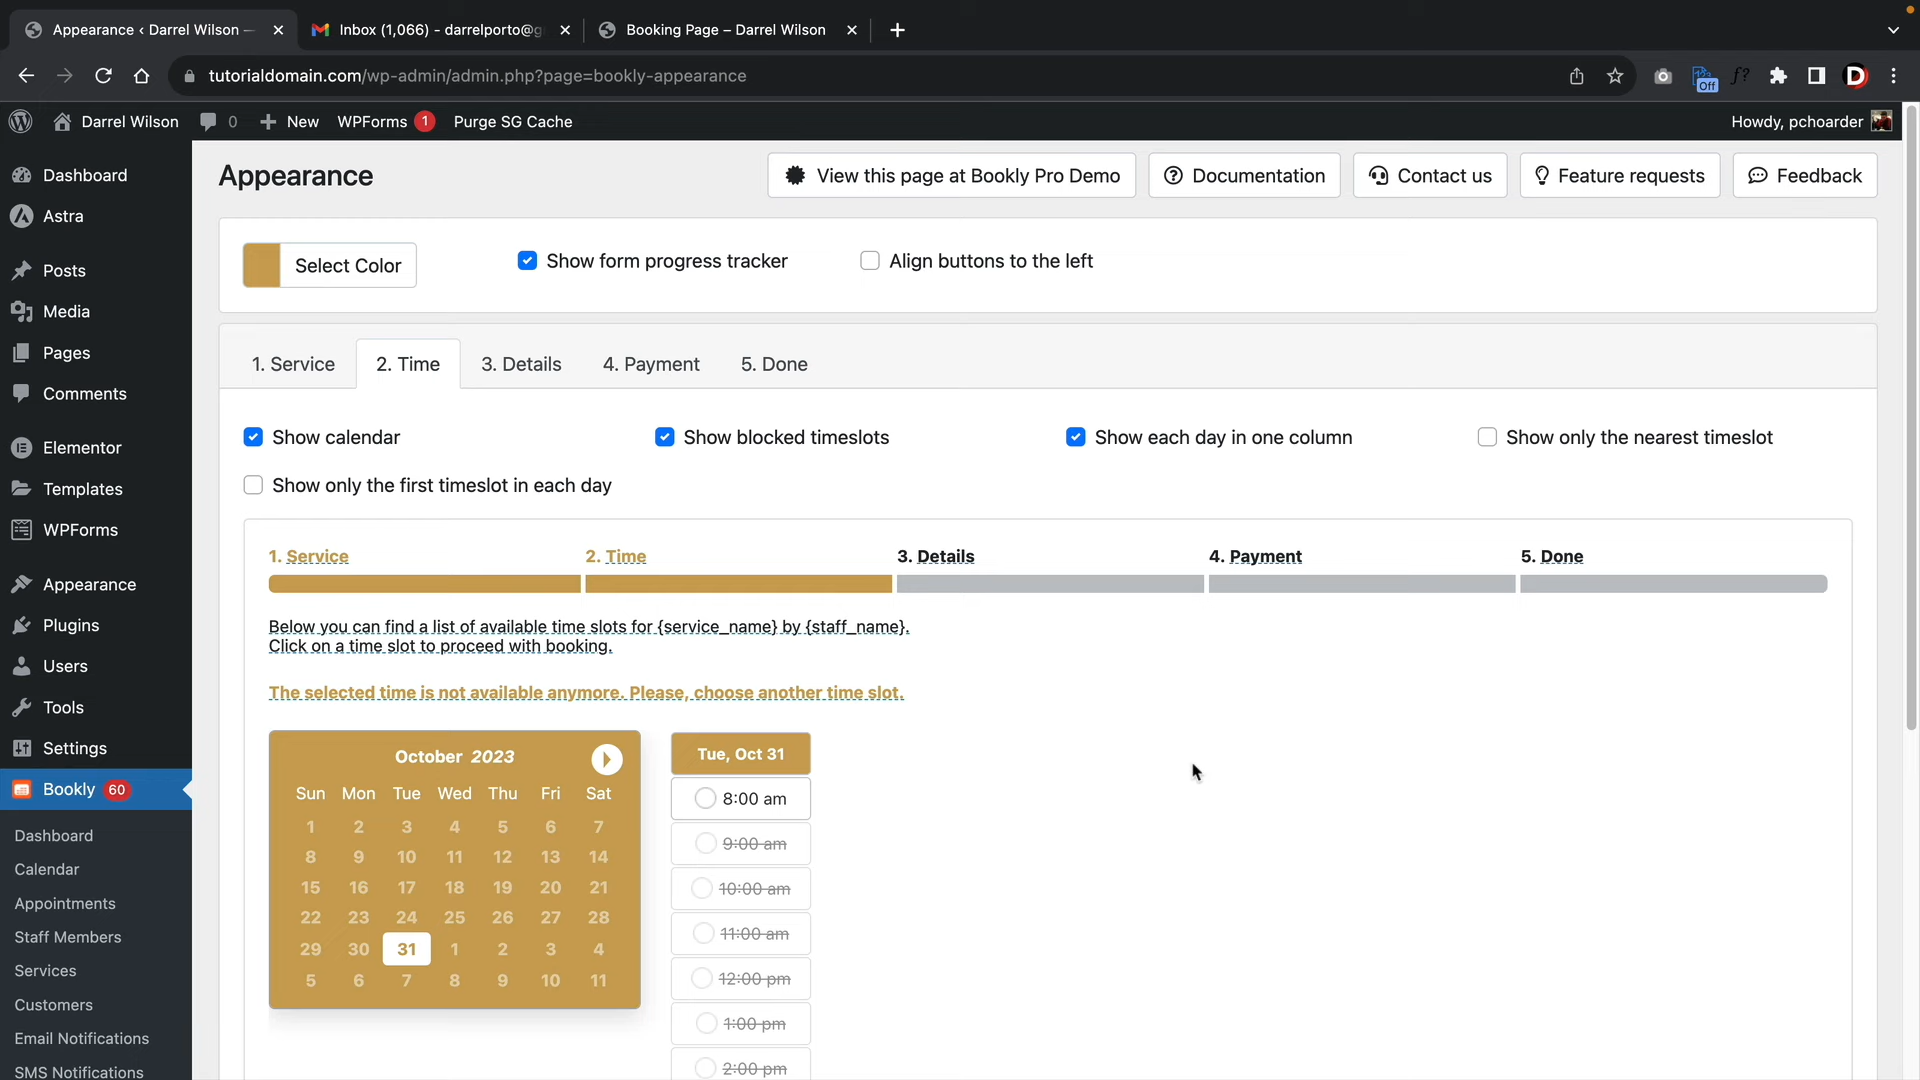 Appearance ‹ Darrel Wilson —
Inbox (1,066) - darrelporto@g
Booking Page – Darrel Wilson
tutorialdomain.com/wp-admin/admin.php?page=bookly-appearance
Off
f?
D
Darrel Wilson
0
New
WPForms 1
Purge SG Cache
Howdy, pchoarder
Dashboard
Astra
Posts
Media
Pages
Comments
Elementor
Templates
WPForms
Appearance
Plugins
Users
Tools
Settings
Bookly 60
Dashboard
Calendar
Appointments
Staff Members
Services
Customers
Email Notifications
SMS Notifications
Appearance
View this page at Bookly Pro Demo
Documentation
Contact us
Feature requests
Feedback
Select Color
Show form progress tracker
Align buttons to the left
1. Service
2. Time
3. Details
4. Payment
5. Done
Show calendar
Show blocked timeslots
Show each day in one column
Show only the nearest timeslot
Show only the first timeslot in each day
1. Service
2. Time
3. Details
4. Payment
5. Done
Below you can find a list of available time slots for {service_name} by {staff_name}.
Click on a time slot to proceed with booking.
The selected time is not available anymore. Please, choose another time slot.
October 2023
Sun Mon Tue Wed Thu Fri Sat
1 2 3 4 5 6 7
8 9 10 11 12 13 14
15 16 17 18 19 20 21
22 23 24 25 26 27 28
29 30 31 1 2 3 4
5 6 7 8 9 10 11
Tue, Oct 31
8:00 am
9:00 am
10:00 am
11:00 am
12:00 pm
1:00 pm
2:00 pm